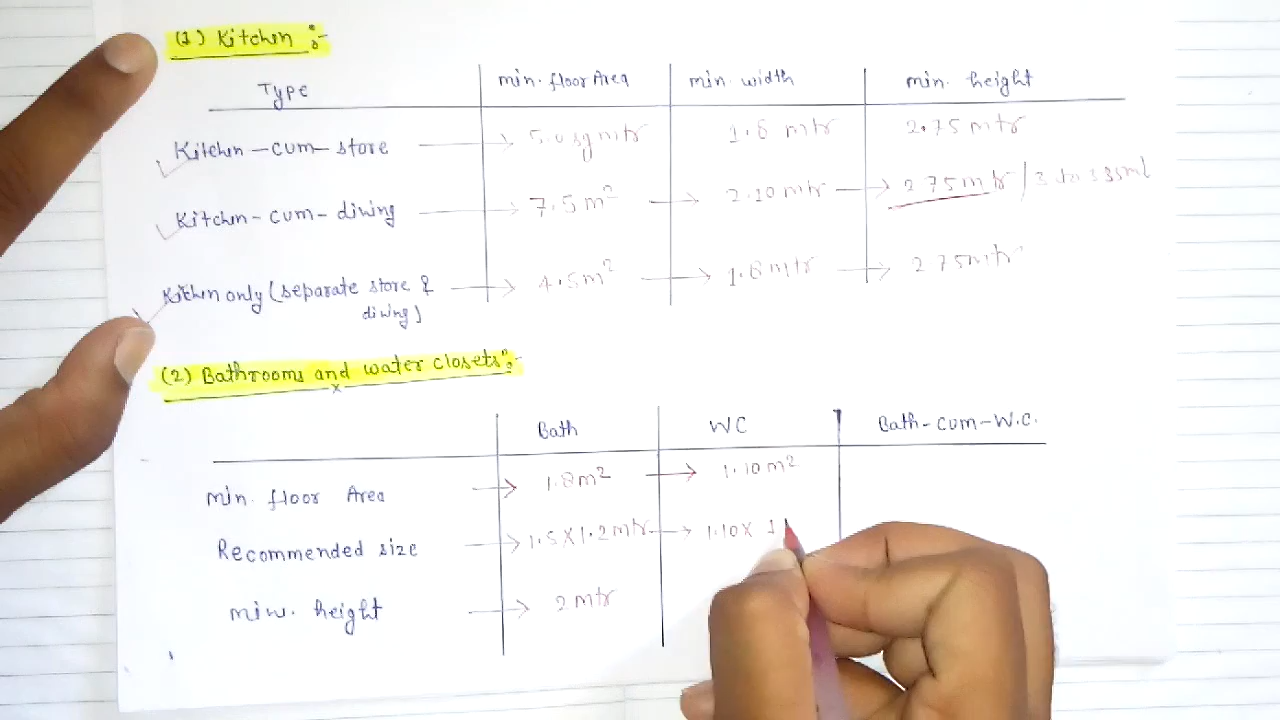 (1) Kitchen :-
Type min. floor Area min. width min. height
Kitchen-cum-store → 5.0 sq mtr 1.8 mtr 2.75 mtr
Kitchen-cum-dining → 7.5 m² → 2.10 mtr → 2.75 mtr / 3 to
Kitchen only (separate store & → 4.5 m² → 1.8 mtr → 2.75 mtr
dining)
(2) Bathrooms and water closets :-
Bath WC Bath-cum-W.C.
min. floor Area → 1.8 m² → 1.10 m²
Recommended size → 1.5 X 1.2 mtr → 1.10 X 1
min. height → 2 mtr